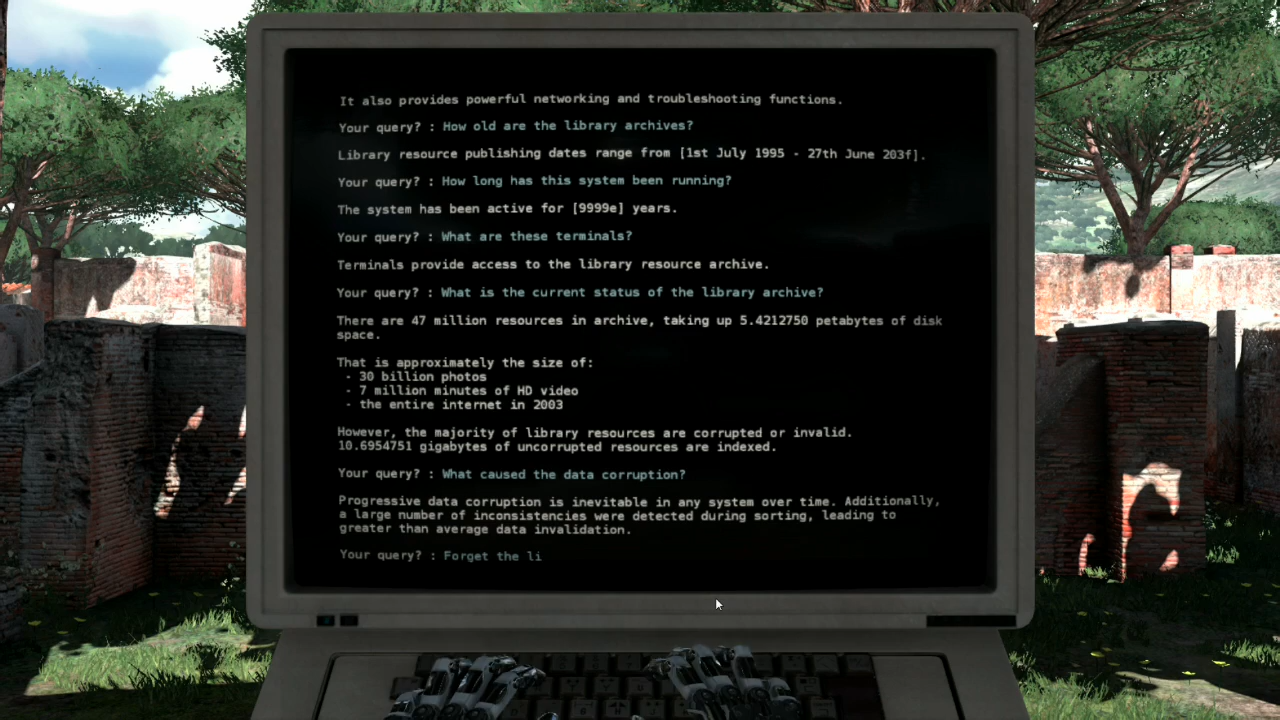 It also provides powerful networking and troubleshooting functions.
Your query? : How old are the library archives?
Library resource publishing dates range from [1st July 1995 - 27th June 203f].
Your query? : How long has this system been running?
The system has been active for [9999e] years.
Your query? : What are these terminals?
Terminals provide access to the library resource archive.
Your query? : What is the current status of the library archive?
There are 47 million resources in archive, taking up 5.4212750 petabytes of disk
space.
That is approximately the size of:
- 30 billion photos
- 7 million minutes of HD video
- the entire internet in 2003
However, the majority of library resources are corrupted or invalid.
10.6954751 gigabytes of uncorrupted resources are indexed.
Your query? : What caused the data corruption?
Progressive data corruption is inevitable in any system over time. Additionally,
a large number of inconsistencies were detected during sorting, leading to
greater than average data invalidation.
Your query? : Forget the li